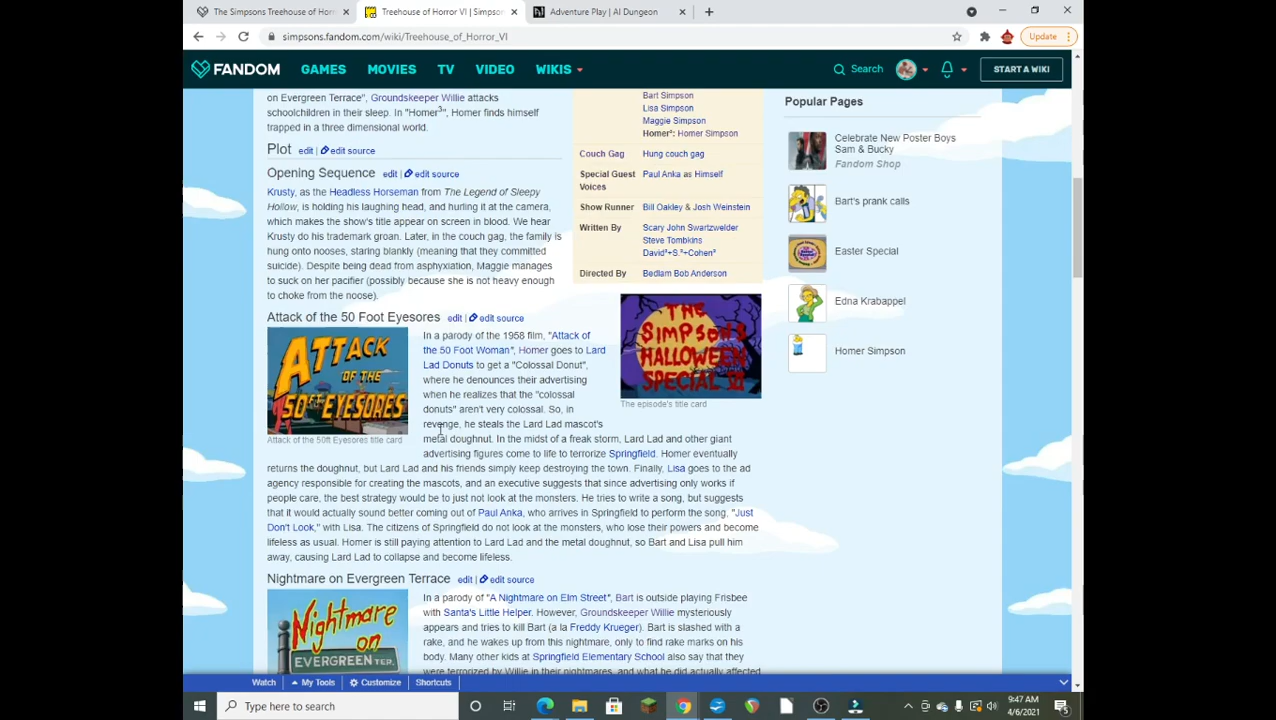 The Simpsons Treehouse of Hor
Treehouse of Horror VI | Simpson
Adventure Play | AI Dungeon
simpsons.fandom.com/wiki/Treehouse_of_Horror_VI
Update
FANDOM GAMES MOVIES TV VIDEO WIKIS Search START A WIKI
on Evergreen Terrace", Groundskeeper Willie attacks
schoolchildren in their sleep. In "Homer³", Homer finds himself
trapped in a three dimensional world.
Plot edit edit source
Opening Sequence edit edit source
Krusty, as the Headless Horseman from The Legend of Sleepy
Hollow, is holding his laughing head, and hurling it at the camera,
which makes the show's title appear on screen in blood. We hear
Krusty do his trademark groan. Later, in the couch gag, the family is
hung onto nooses, staring blankly (meaning that they committed
suicide). Despite being dead from asphyxiation, Maggie manages
to suck on her pacifier (possibly because she is not heavy enough
to choke from the noose).
Bart Simpson
Lisa Simpson
Maggie Simpson
Homer³: Homer Simpson
Couch Gag Hung couch gag
Special Guest Paul Anka as Himself
Voices
Show Runner Bill Oakley & Josh Weinstein
Written By Scary John Swartzwelder
Steve Tombkins
David³+S.³+Cohen³
Directed By Bedlam Bob Anderson
Popular Pages
Celebrate New Poster Boys
Sam & Bucky
Fandom Shop
Bart's prank calls
Easter Special
Edna Krabappel
Homer Simpson
Attack of the 50 Foot Eyesores edit edit source
ATTACK
OF THE
50 FT EYESORES
Attack of the 50ft Eyesores title card
THE
SIMPSONS
HALLOWEEN
SPECIAL VI
The episode's title card
In a parody of the 1958 film, "Attack of
the 50 Foot Woman", Homer goes to Lard
Lad Donuts to get a "Colossal Donut",
where he denounces their advertising
when he realizes that the "colossal
donuts" aren't very colossal. So, in
revenge, he steals the Lard Lad mascot's
metal doughnut. In the midst of a freak storm, Lard Lad and other giant
advertising figures come to life to terrorize Springfield. Homer eventually
returns the doughnut, but Lard Lad and his friends simply keep destroying the town. Finally, Lisa goes to the ad
agency responsible for creating the mascots, and an executive suggests that since advertising only works if
people care, the best strategy would be to just not look at the monsters. He tries to write a song, but suggests
that it would actually sound better coming out of Paul Anka, who arrives in Springfield to perform the song, "Just
Don't Look," with Lisa. The citizens of Springfield do not look at the monsters, who lose their powers and become
lifeless as usual. Homer is still paying attention to Lard Lad and the metal doughnut, so Bart and Lisa pull him
away, causing Lard Lad to collapse and become lifeless.
Nightmare on Evergreen Terrace edit edit source
Nightmare
on
EVERGREEN TER.
In a parody of "A Nightmare on Elm Street", Bart is outside playing Frisbee
with Santa's Little Helper. However, Groundskeeper Willie mysteriously
appears and tries to kill Bart (a la Freddy Krueger). Bart is slashed with a
rake, and he wakes up from this nightmare, only to find rake marks on his
body. Many other kids at Springfield Elementary School also say that they
were terrorized by Willie in their nightmares, and what he did actually affected
Watch My Tools Customize Shortcuts
Type here to search
9:47 AM
4/6/2021
5